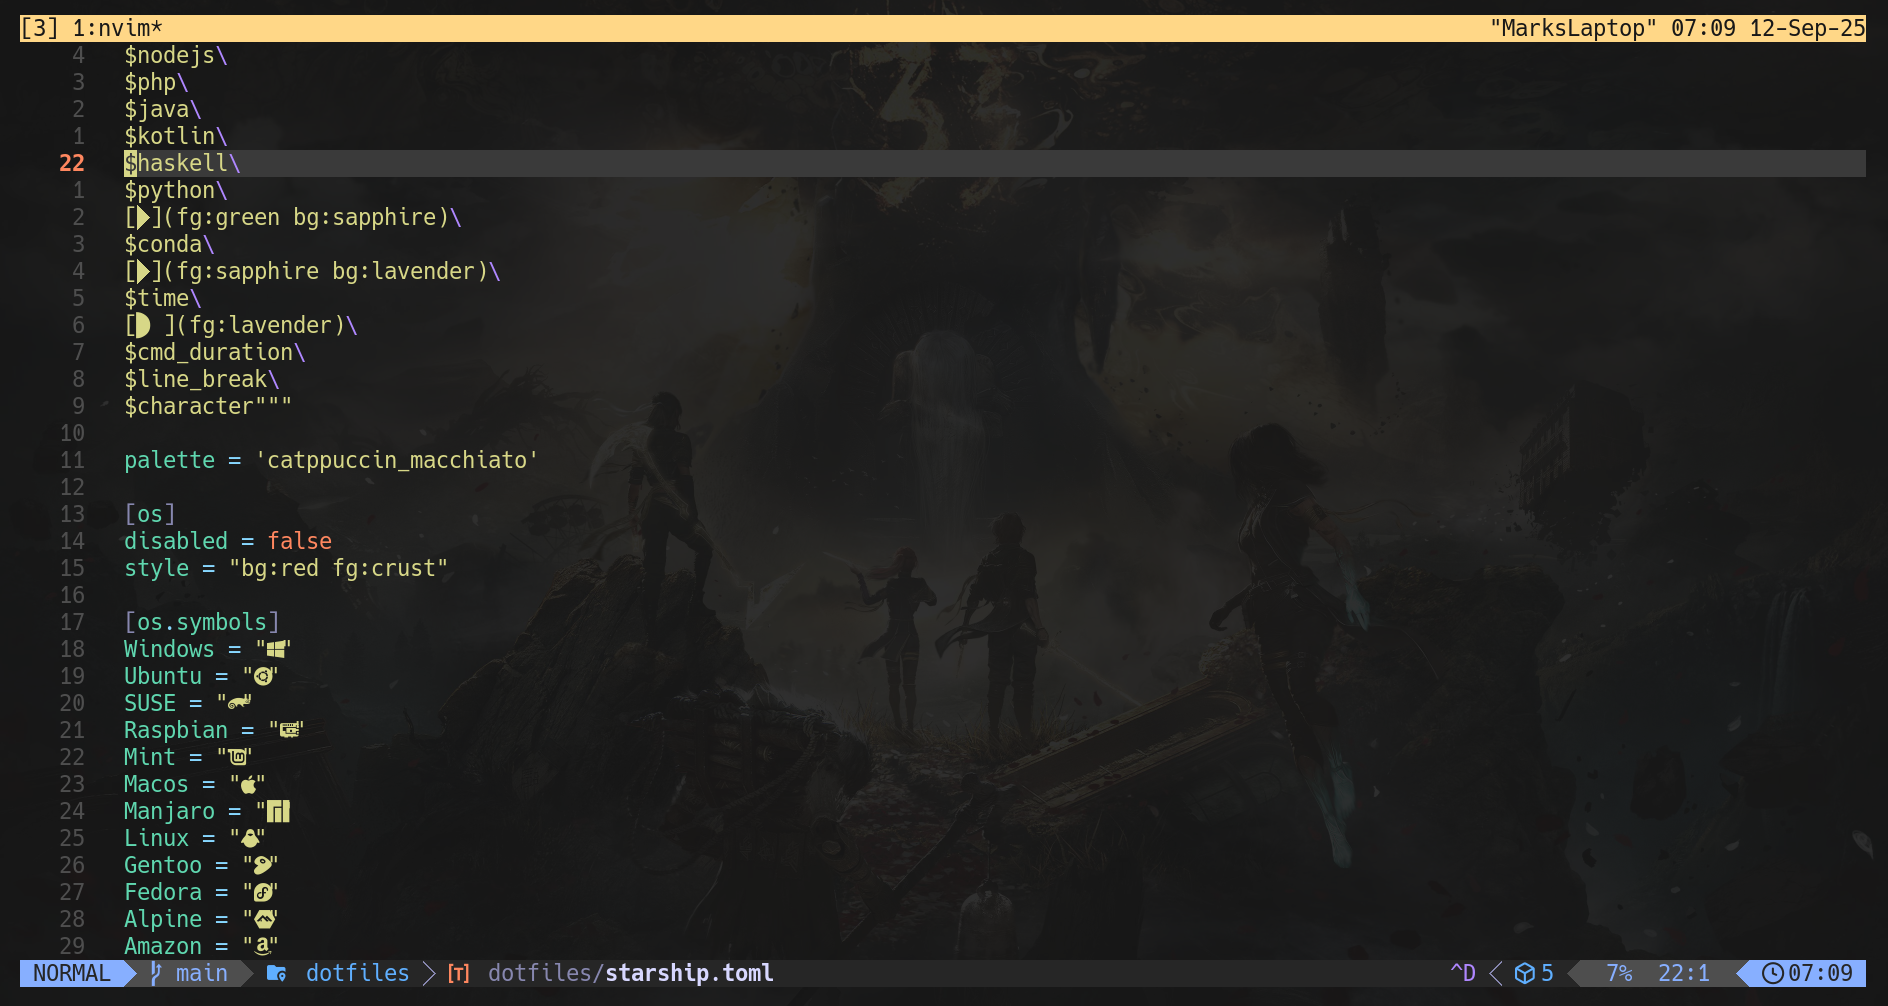 [3] 1:nvim* "MarksLaptop" 07:09 12-Sep-25
4 $nodejs\
3 $php\
2 $java\
1 $kotlin\
22 $haskell\
1 $python\
2 [](fg:green bg:sapphire)\
3 $conda\
4 [](fg:sapphire bg:lavender)\
5 $time\
6 [ ](fg:lavender)\
7 $cmd_duration\
8 $line_break\
9 $character"""
10
11 palette = 'catppuccin_macchiato'
12
13 [os]
14 disabled = false
15 style = "bg:red fg:crust"
16
17 [os.symbols]
18 Windows = ""
19 Ubuntu = ""
20 SUSE = ""
21 Raspbian = ""
22 Mint = ""
23 Macos = ""
24 Manjaro = "
25 Linux = ""
26 Gentoo = ""
27 Fedora = ""
28 Alpine = ""
29 Amazon = ""
NORMAL main dotfiles [T] dotfiles/starship.toml ^D 5 7% 22:1 07:09